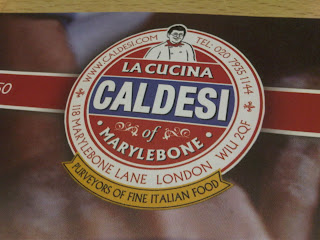 WWW.CALDESI.COM TEL: 020 7935 1144
LA CUCINA
CALDESI
of
MARYLEBONE
118 MARYLEBONE LANE LONDON W1U 2QF
PURVEYORS OF FINE ITALIAN FOOD